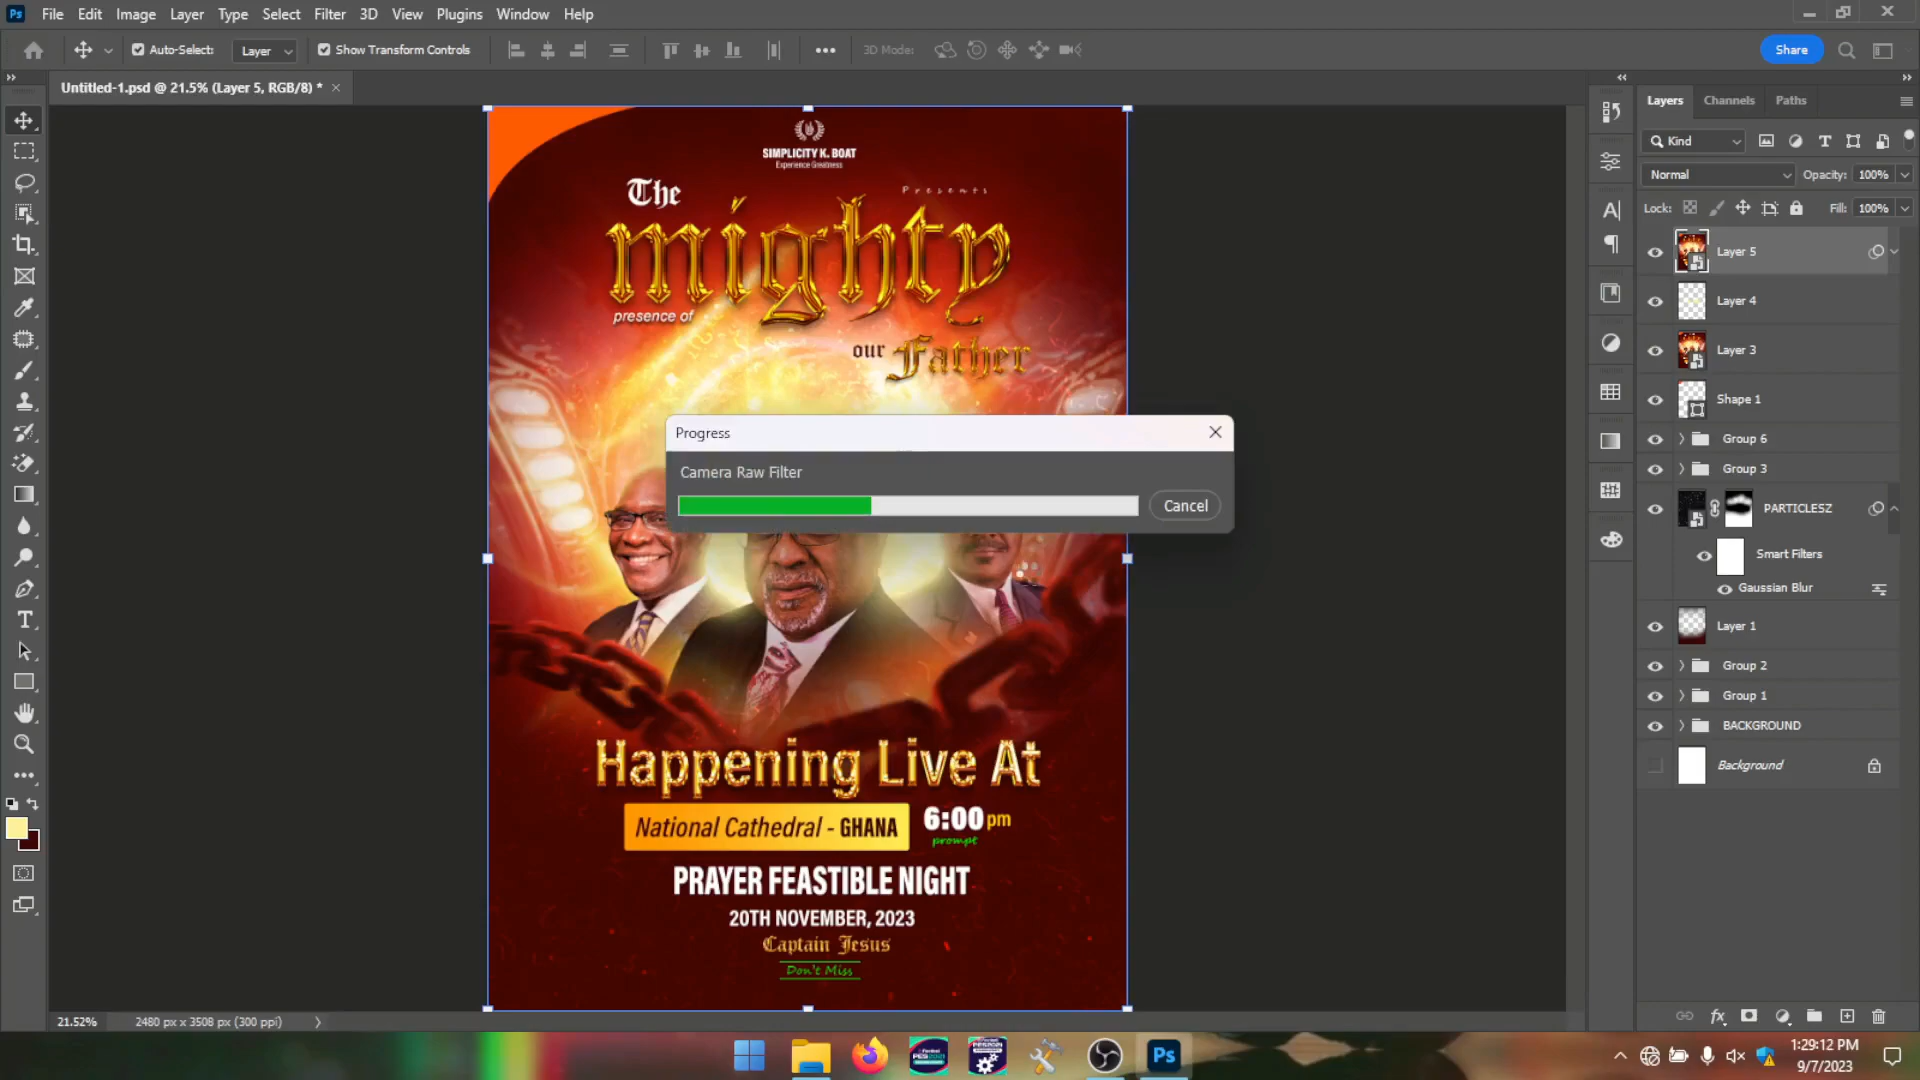 Ps File Edit Image Layer Type Select Filter 3D View Plugins Window Help
Auto-Select: Layer Show Transform Controls 3D Mode: Share
Untitled-1.psd @ 21.5% (Layer 5, RGB/8) *
Layers Channels Paths
Kind
Normal Opacity: 100%
Lock: Fill: 100%
Layer 5
Layer 4
Layer 3
Shape 1
Group 6
Group 3
PARTICLESZ
Smart Filters
Gaussian Blur
Layer 1
Group 2
Group 1
BACKGROUND
Background
SIMPLICITY K. BOAT
Experience Greatness
The
Presents
mighty
presence of
our Father
Progress
Camera Raw Filter
Cancel
Happening Live At
National Cathedral - GHANA
6:00 pm
prompt
PRAYER FEASTIBLE NIGHT
20TH NOVEMBER, 2023
Captain Jesus
Don't Miss
21.52% 2480 px x 3508 px (300 ppi)
PES2021
PES2021
Ps
1:29:12 PM
9/7/2023